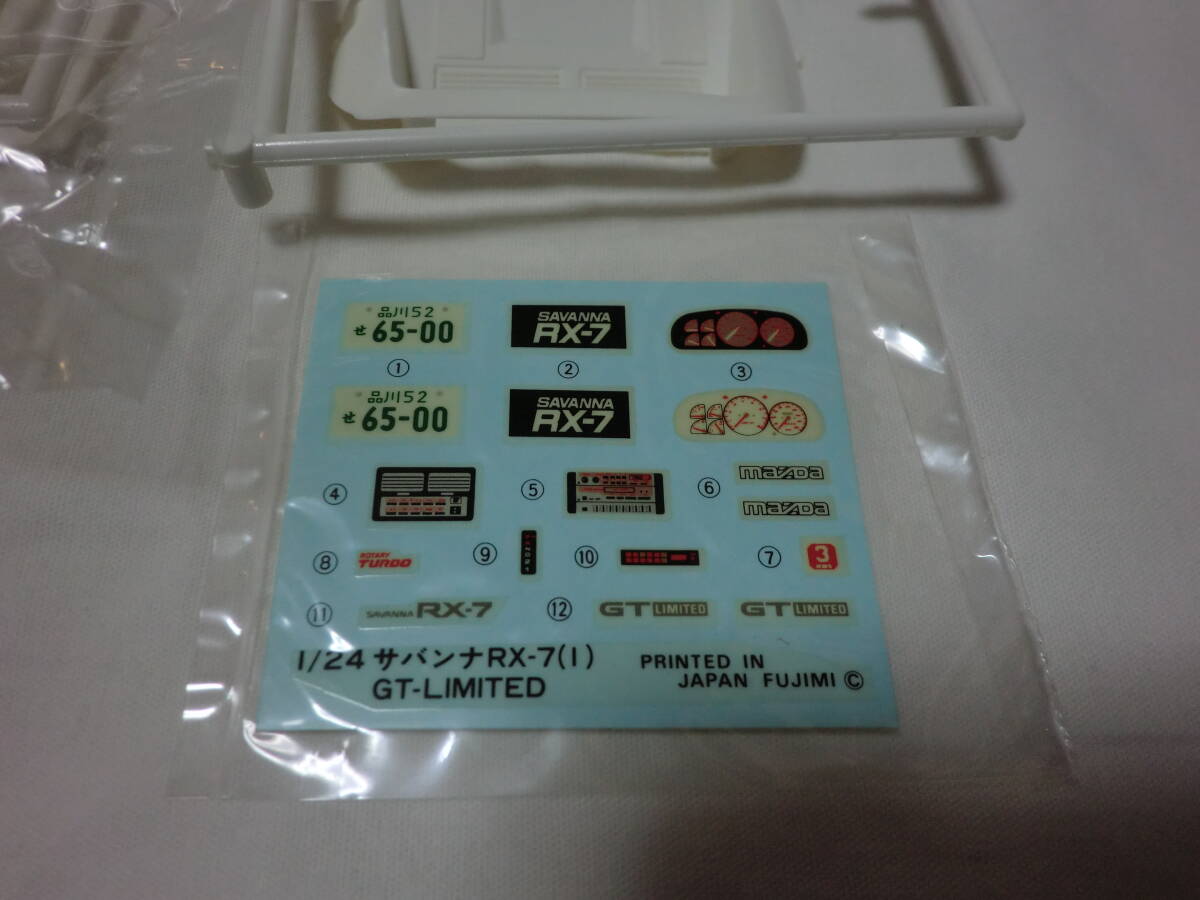 品川52
せ 65-00
SAVANNA
RX-7
①
②
③
品川52
せ 65-00
SAVANNA
RX-7
④
⑤
⑥
mazda
mazda
⑧
ROTARY
TURBO
⑨
⑩
⑦
3
⑪
SAVANNA RX-7
⑫
GT LIMITED
GT LIMITED
1/24 サバンナRX-7(1)
GT-LIMITED
PRINTED IN
JAPAN FUJIMI ©